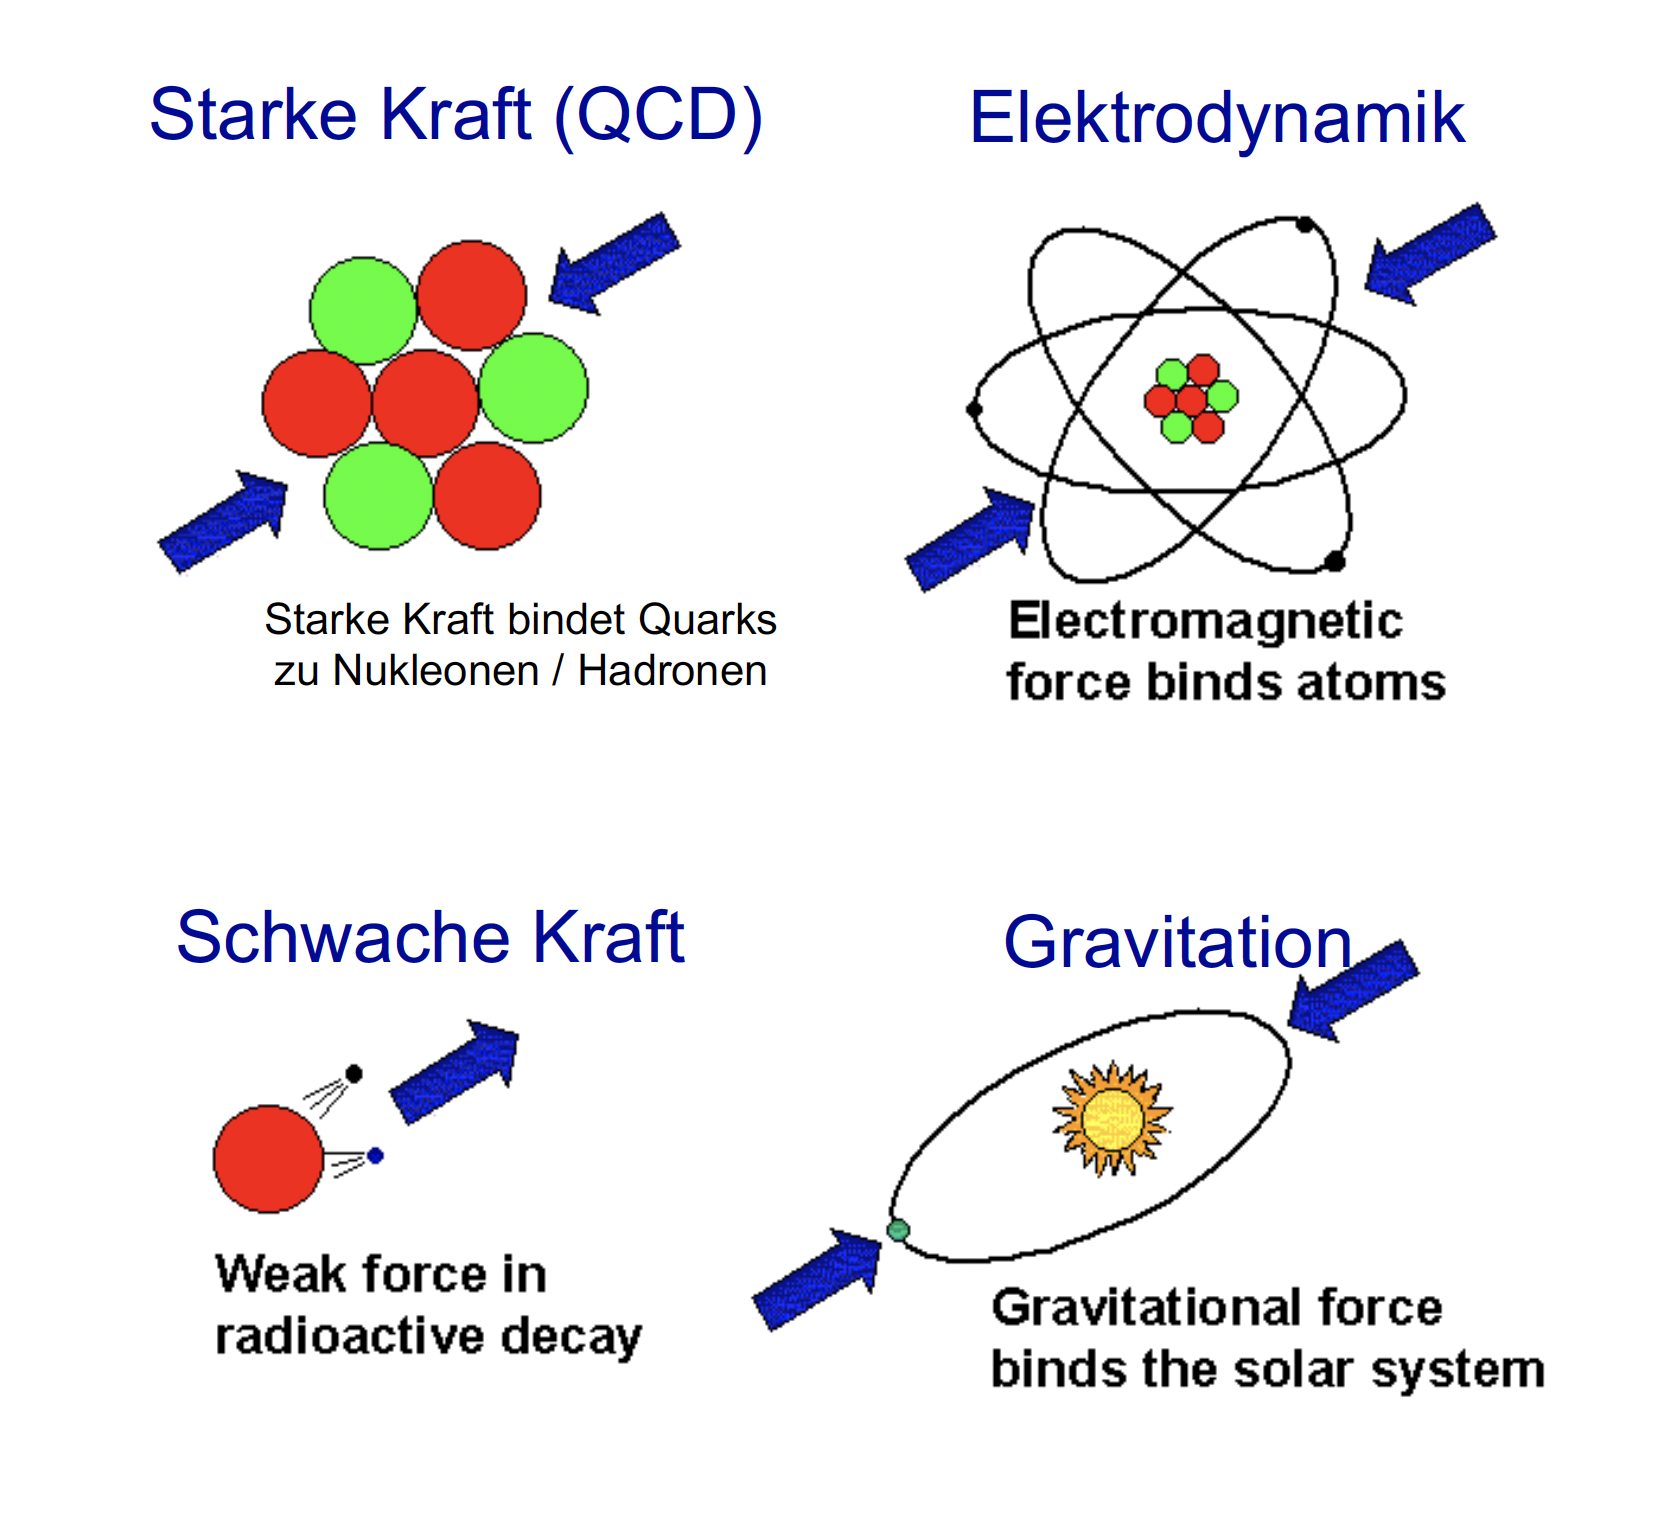 Starke Kraft (QCD)
Elektrodynamik
Starke Kraft bindet Quarks
zu Nukleonen / Hadronen
Electromagnetic
force binds atoms
Schwache Kraft
Gravitation
Weak force in
radioactive decay
Gravitational force
binds the solar system